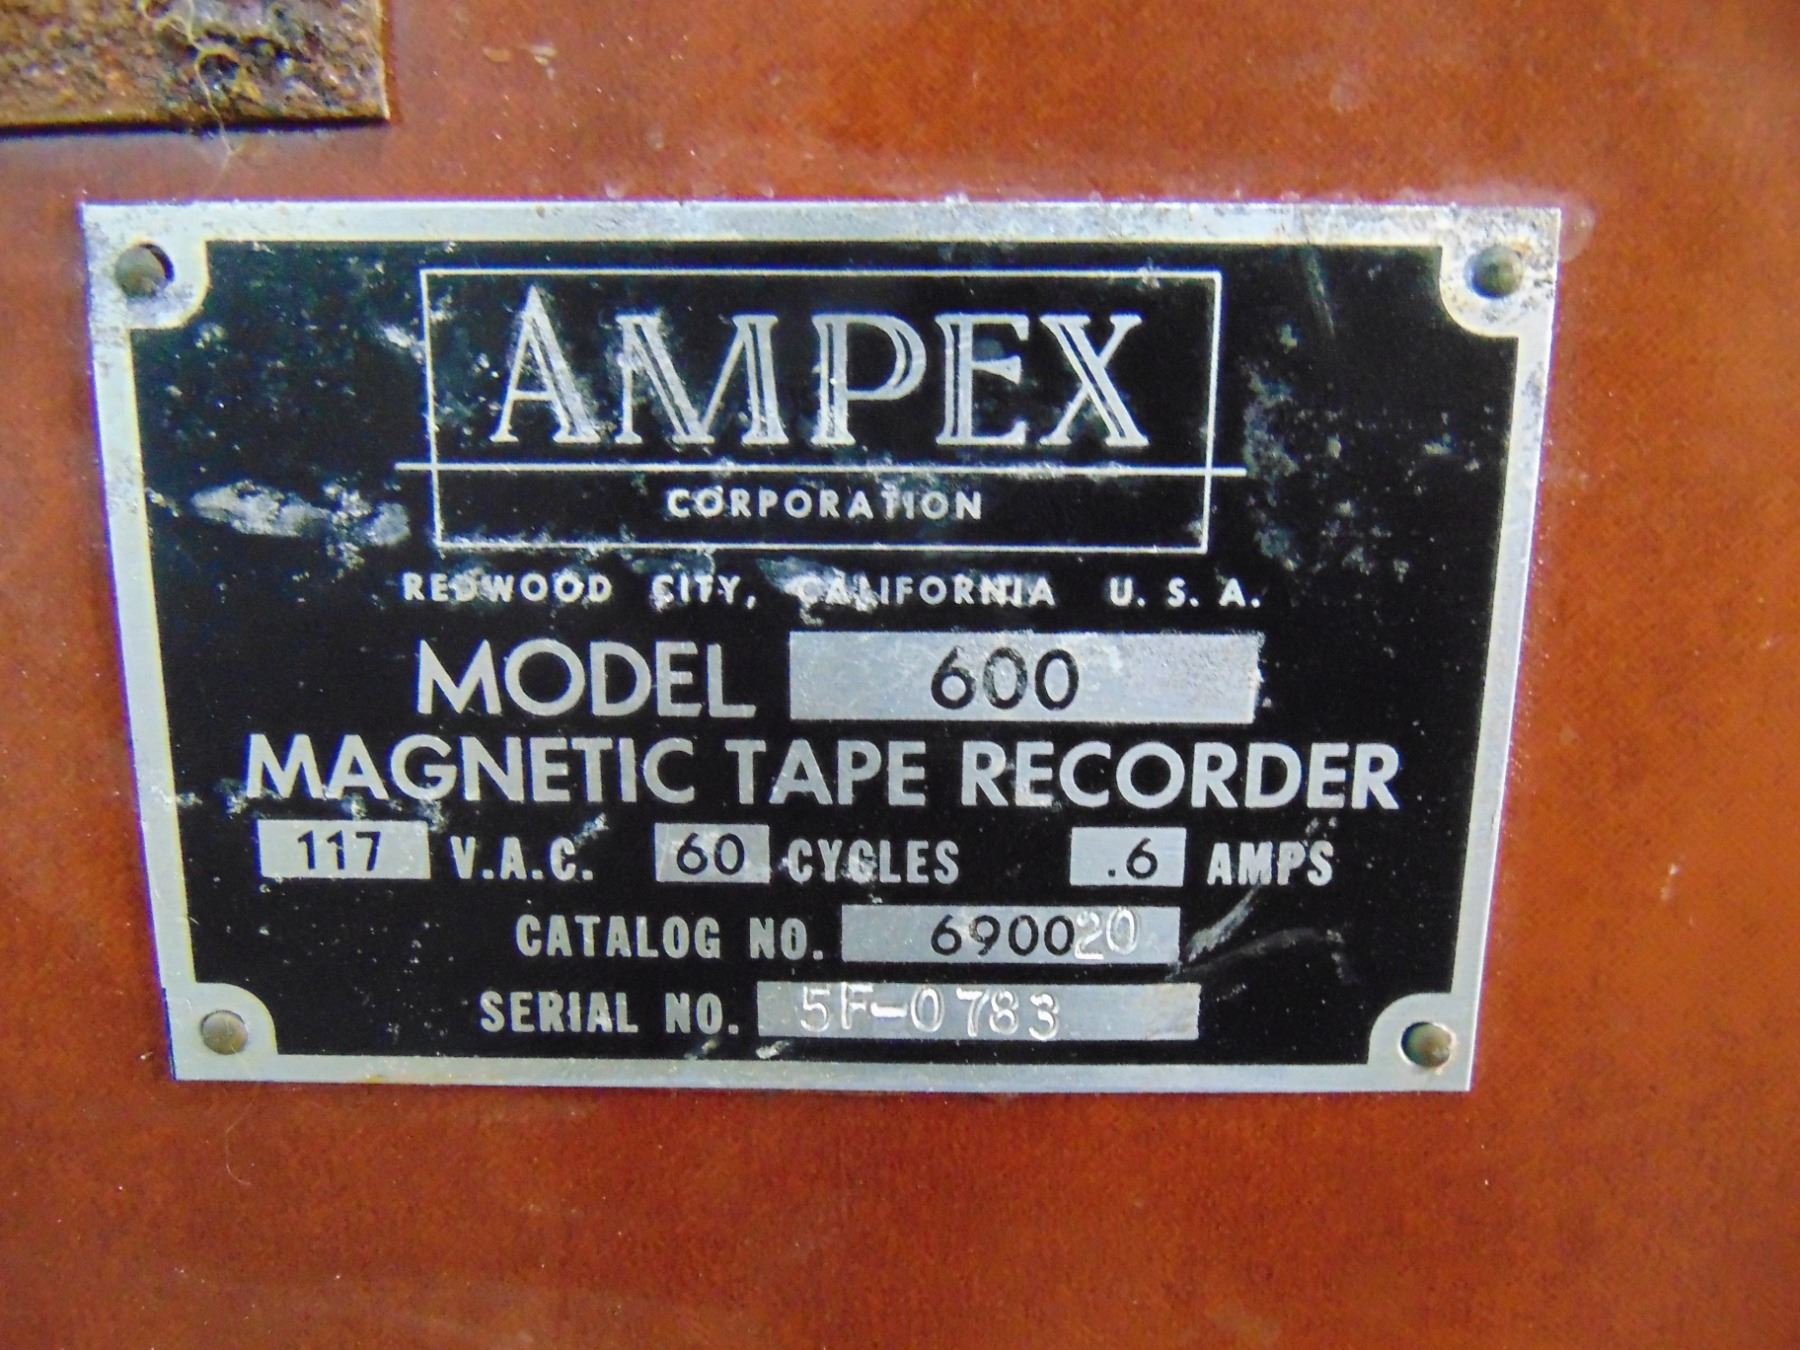 AMPEX
CORPORATION
REDWOOD CITY, CALIFORNIA U. S. A.
MODEL 600
MAGNETIC TAPE RECORDER
117 V.A.C. 60 CYCLES .6 AMPS
CATALOG NO. 690020
SERIAL NO. 5F-0783